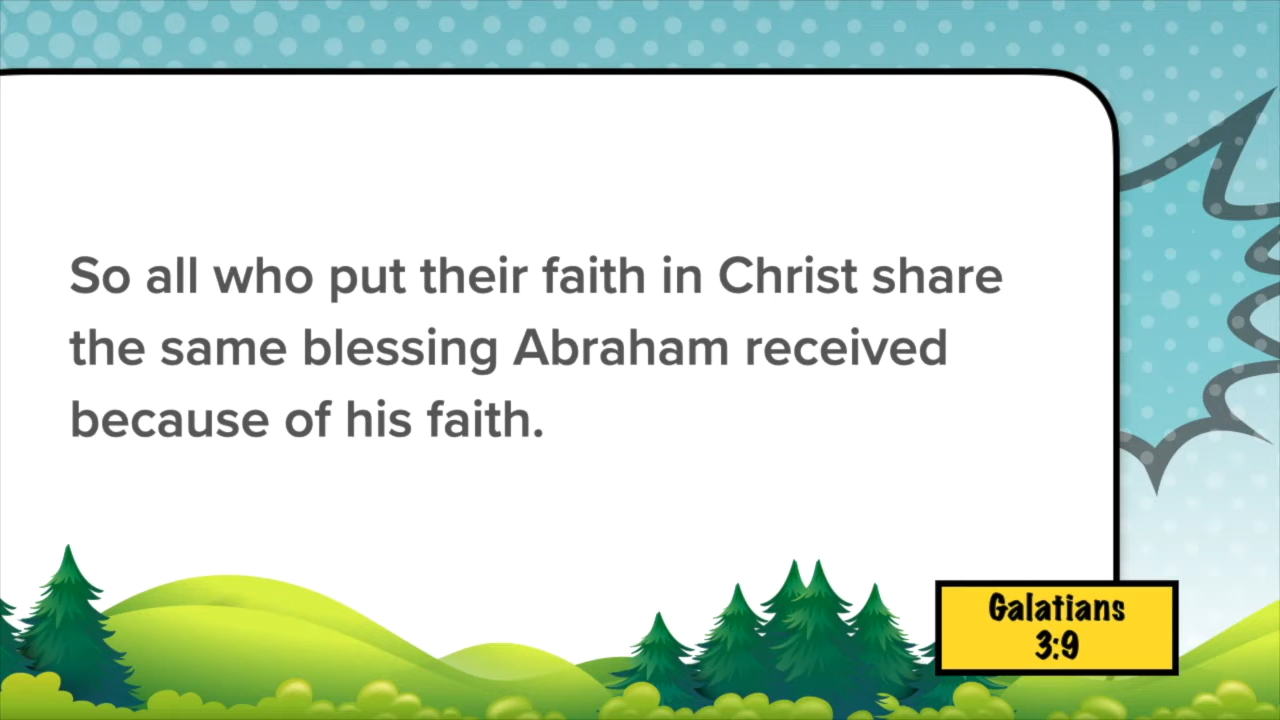 So all who put their faith in Christ share
the same blessing Abraham received
because of his faith.
Galatians
3:9